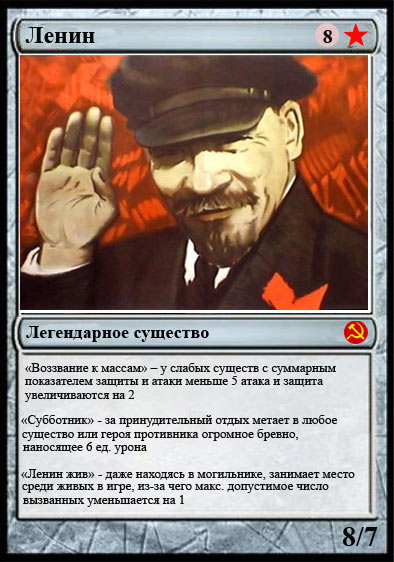 Ленин 8
Легендарное существо
«Воззвание к массам» – у слабых существ с суммарным
показателем защиты и атаки меньше 5 атака и защита
увеличиваются на 2
«Субботник» - за принудительный отдых метает в любое
существо или героя противника огромное бревно,
наносящее 6 ед. урона
«Ленин жив» - даже находясь в могильнике, занимает место
среди живых в игре, из-за чего макс. допустимое число
вызванных уменьшается на 1
8/7